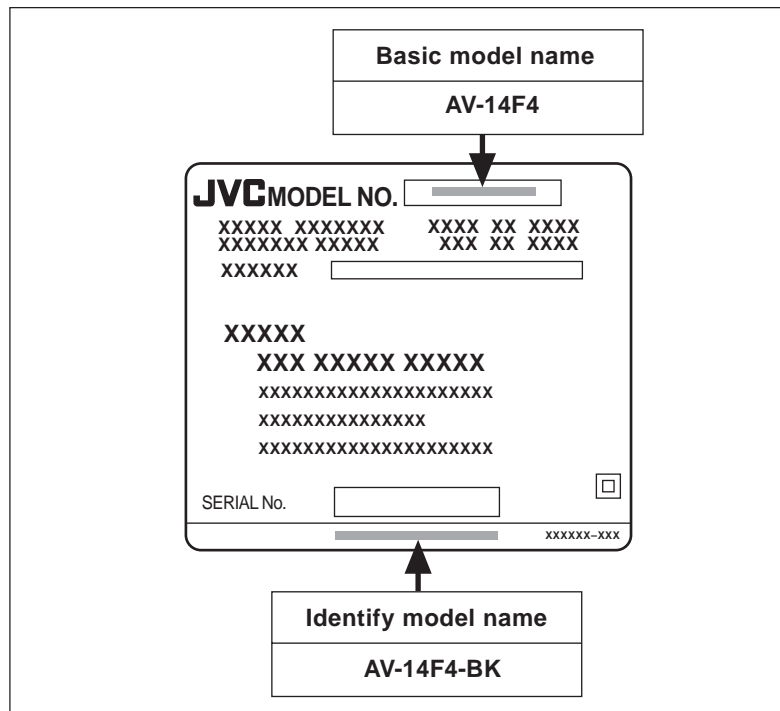 Basic model name
AV-14F4
JVC MODEL NO.
XXXXX XXXXXXX XXXX XX XXXX
XXXXXXX XXXXX XXX XX XXXX
XXXXXX
XXXXX
XXX XXXXX XXXXX
XXXXXXXXXXXXXXXXXXXXX
XXXXXXXXXXXXXXX
XXXXXXXXXXXXXXXXXXXXX
SERIAL No.
XXXXXX–XXX
Identify model name
AV-14F4-BK